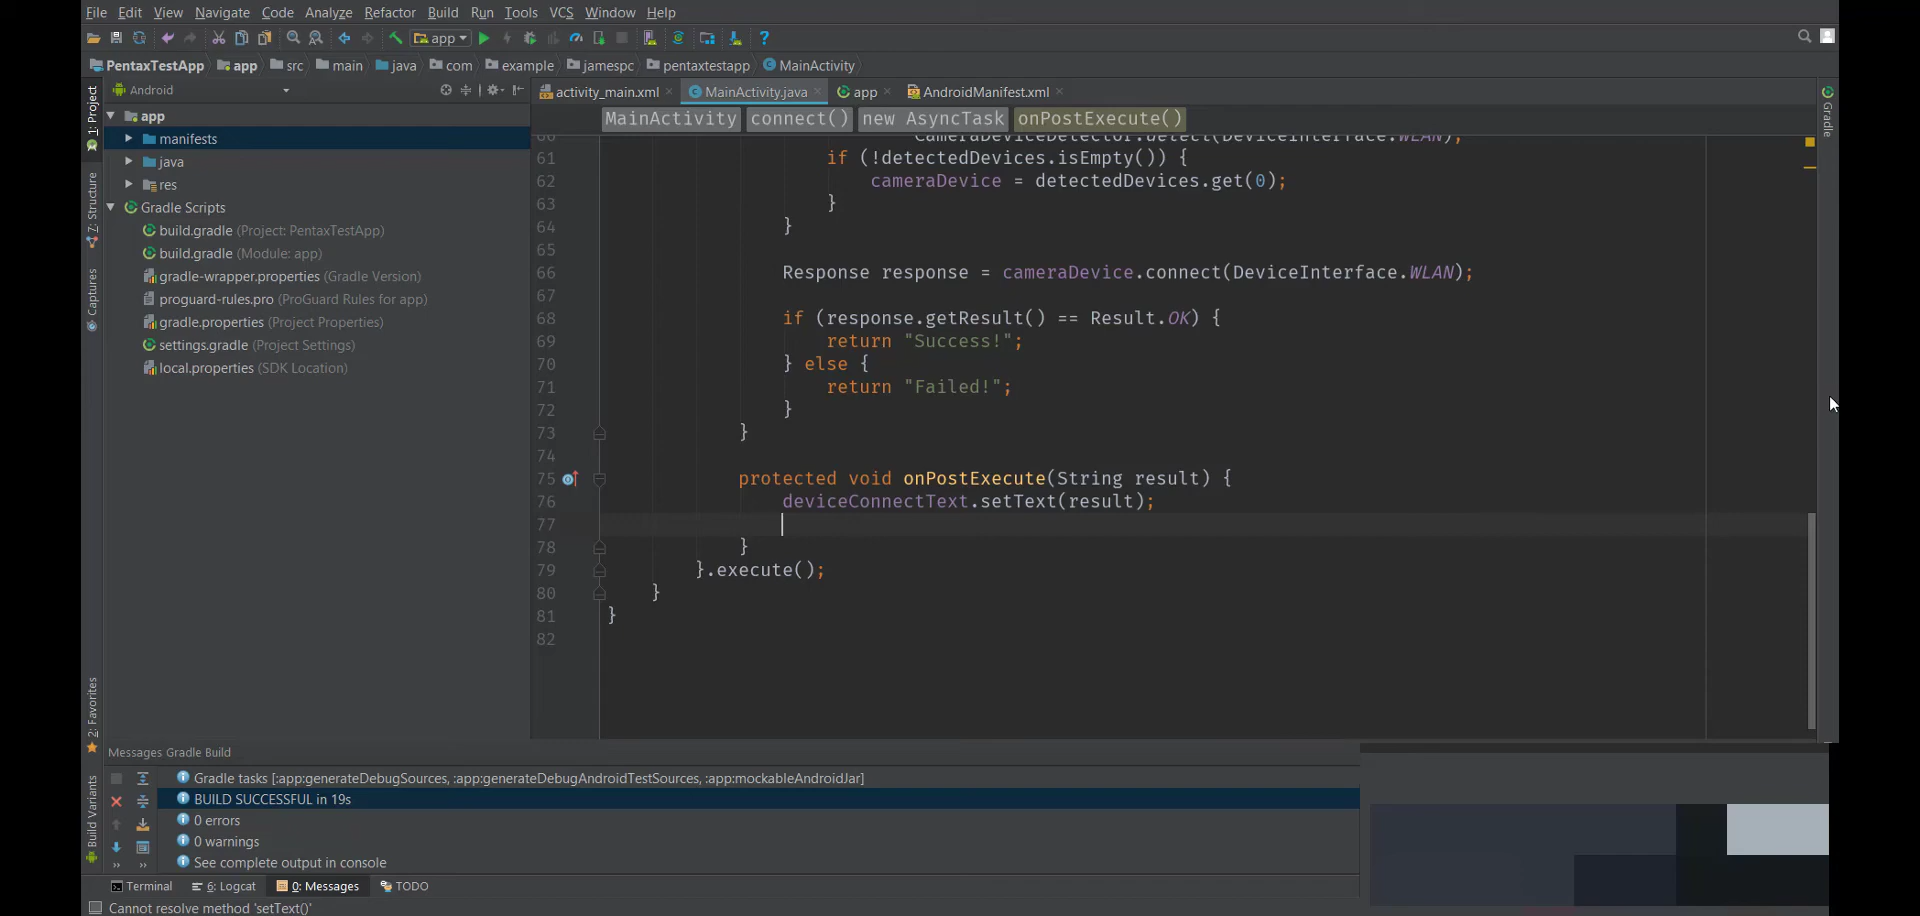 File Edit View Navigate Code Analyze Refactor Build Run Tools VCS Window Help
app
PentaxTestApp app src main java com example jamespc pentaxtestapp MainActivity
Android
activity_main.xml MainActivity.java app AndroidManifest.xml
MainActivity connect() new AsyncTask onPostExecute()
1: Project
Z: Structure
Captures
2: Favorites
Build Variants
Gradle
app
manifests
java
res
Gradle Scripts
build.gradle (Project: PentaxTestApp)
build.gradle (Module: app)
gradle-wrapper.properties (Gradle Version)
proguard-rules.pro (ProGuard Rules for app)
gradle.properties (Project Properties)
settings.gradle (Project Settings)
local.properties (SDK Location)
60 CameraDeviceDetector.detect(DeviceInterface.WLAN);
61 if (!detectedDevices.isEmpty()) {
62 cameraDevice = detectedDevices.get(0);
63 }
64 }
65
66 Response response = cameraDevice.connect(DeviceInterface.WLAN);
67
68 if (response.getResult() == Result.OK) {
69 return "Success!";
70 } else {
71 return "Failed!";
72 }
73 }
74
75 protected void onPostExecute(String result) {
76 deviceConnectText.setText(result);
77
78 }
79 }.execute();
80 }
81 }
82
Messages Gradle Build
Gradle tasks [:app:generateDebugSources, :app:generateDebugAndroidTestSources, :app:mockableAndroidJar]
BUILD SUCCESSFUL in 19s
0 errors
0 warnings
See complete output in console
Terminal 6: Logcat 0: Messages TODO
Cannot resolve method 'setText()'